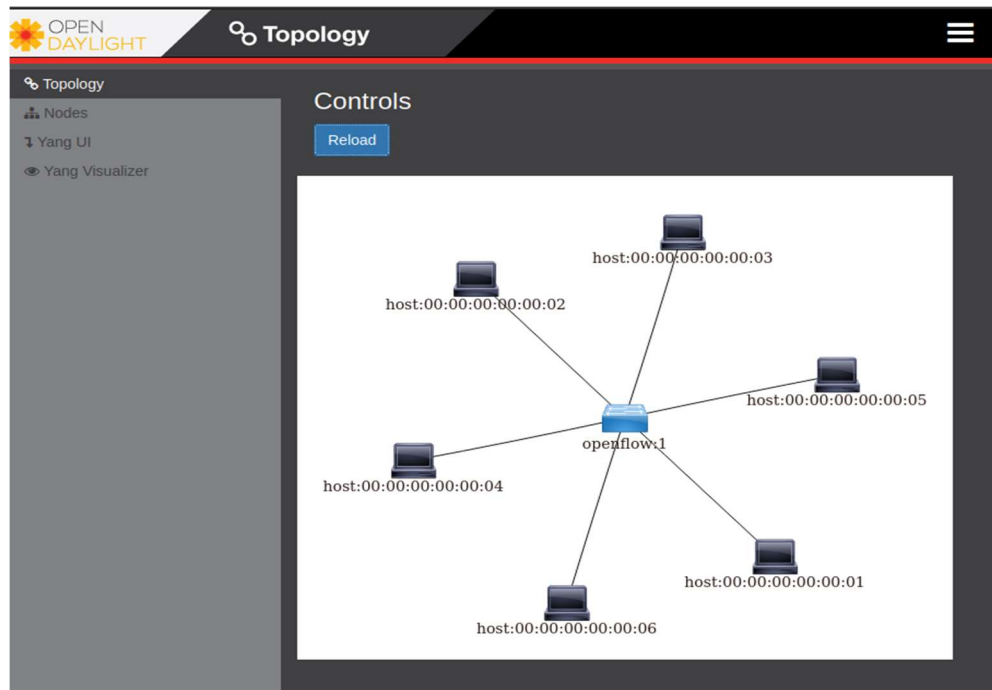 OPEN
DAYLIGHT
Topology
Topology
Nodes
Yang UI
Yang Visualizer
Controls
Reload
host:00:00:00:00:00:03
host:00:00:00:00:00:02
host:00:00:00:00:00:05
openflow:1
host:00:00:00:00:00:04
host:00:00:00:00:00:01
host:00:00:00:00:00:06